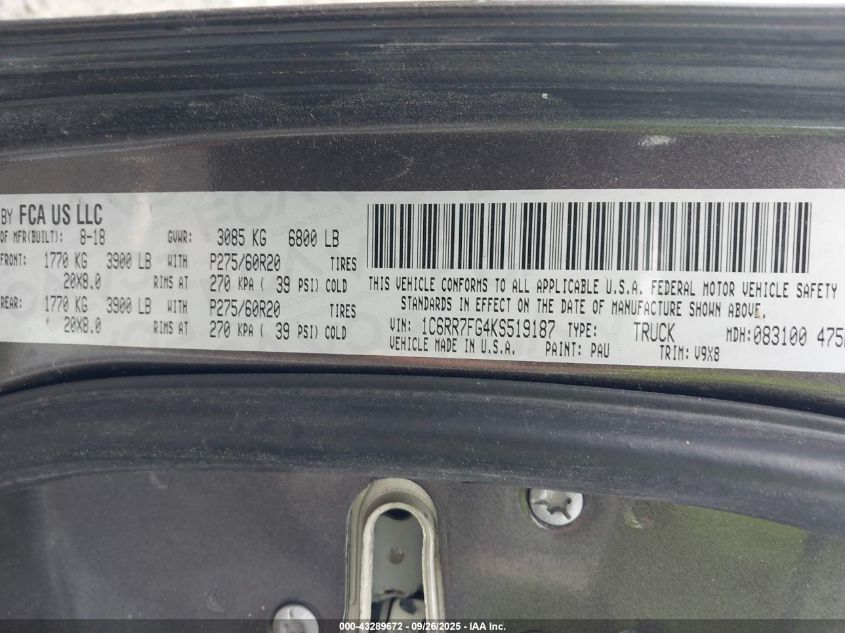 BY FCA US LLC
OF MFR(BUILT): 8-18 GVWR: 3085 KG 6800 LB
FRONT: 1770 KG 3900 LB WITH P275/60R20 TIRES
20X8.0 RIMS AT 270 KPA ( 39 PSI) COLD
REAR: 1770 KG 3900 LB WITH P275/60R20 TIRES
20X8.0 RIMS AT 270 KPA ( 39 PSI) COLD
THIS VEHICLE CONFORMS TO ALL APPLICABLE U.S.A. FEDERAL MOTOR VEHICLE SAFETY
STANDARDS IN EFFECT ON THE DATE OF MANUFACTURE SHOWN ABOVE.
VIN: 1C6RR7FG4KS519187 TYPE: TRUCK MDH: 083100 475
VEHICLE MADE IN U.S.A. PAINT: PAU TRIM: V9X8
000-43289672 - 09/26/2025 - IAA Inc.